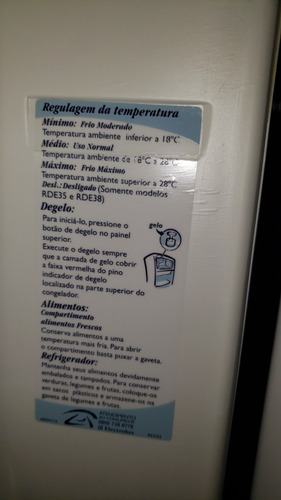 Regulagem da temperatura
Mínimo: Frio Moderado
Temperatura ambiente inferior a 18°C
Médio: Uso Normal
Temperatura ambiente de 18°C a 28°C
Máximo: Frio Máximo
Temperatura ambiente superior a 28°C
Desl.: Desligado (Somente modelos
RDE35 e RDE38)
Degelo:
Para iniciá-lo, pressione o
botão de degelo no painel
superior.
gelo
Execute o degelo sempre
que a camada de gelo cobrir
a faixa vermelha do pino
indicador de degelo
localizado na parte superior do
congelador.
Alimentos:
Compartimento
alimentos Frescos
Conserva alimentos a uma
temperatura mais fria. Para abrir
o compartimento basta puxar a gaveta.
Refrigerador:
Mantenha seus alimentos devidamente
embalados e tampados. Para conservar
verduras, legumes e frutas, coloque-os
em sacos plásticos e armazene-os na
gaveta de legumes e frutas.
Electrolux